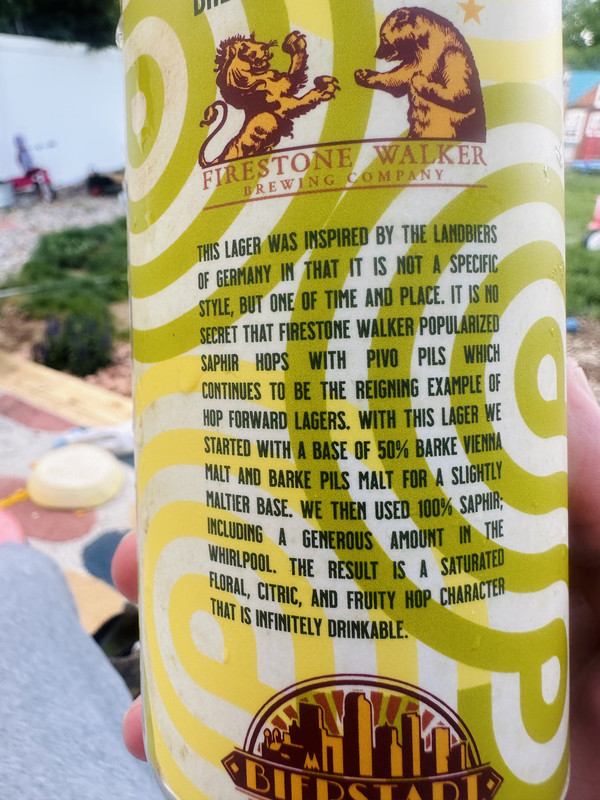 FIRESTONE WALKER
BREWING COMPANY
THIS LAGER WAS INSPIRED BY THE LANDBIERS
OF GERMANY IN THAT IT IS NOT A SPECIFIC
STYLE, BUT ONE OF TIME AND PLACE. IT IS NO
SECRET THAT FIRESTONE WALKER POPULARIZED
SAPHIR HOPS WITH PIVO PILS WHICH
CONTINUES TO BE THE REIGNING EXAMPLE OF
HOP FORWARD LAGERS. WITH THIS LAGER WE
STARTED WITH A BASE OF 50% BARKE VIENNA
MALT AND BARKE PILS MALT FOR A SLIGHTLY
MALTIER BASE. WE THEN USED 100% SAPHIR;
INCLUDING A GENEROUS AMOUNT IN THE
WHIRLPOOL. THE RESULT IS A SATURATED
FLORAL, CITRIC, AND FRUITY HOP CHARACTER
THAT IS INFINITELY DRINKABLE.
BIERSTADT